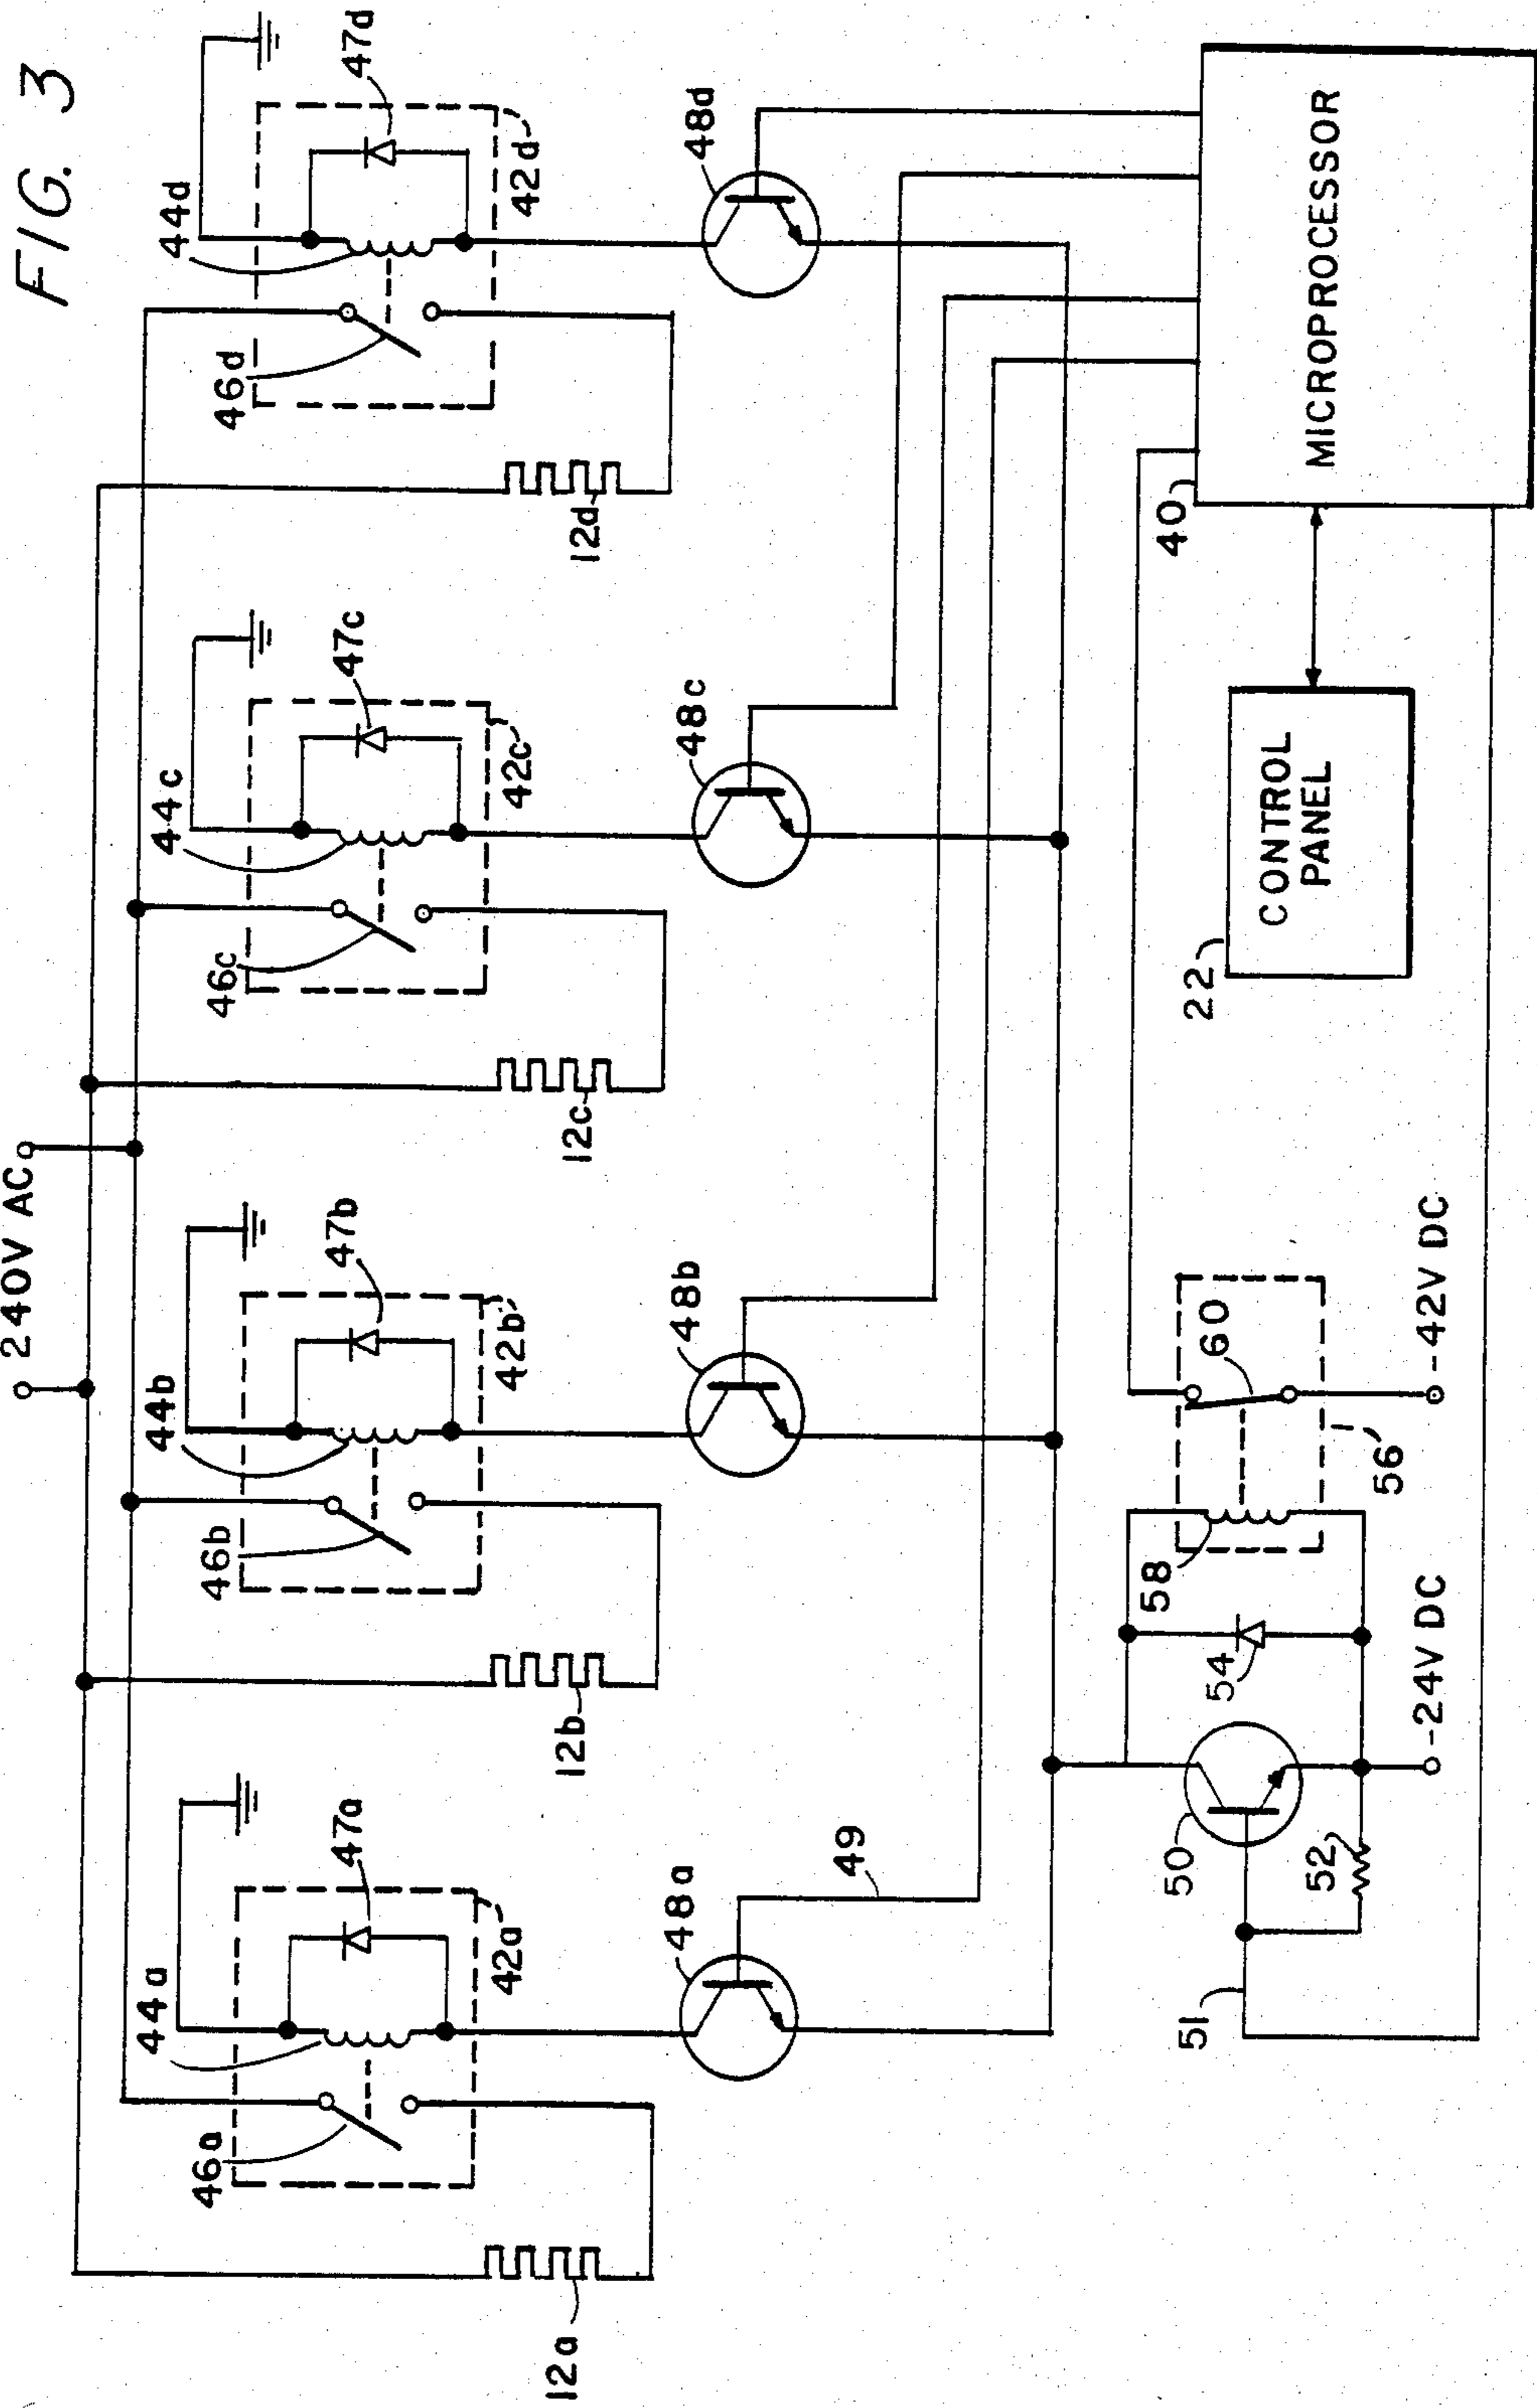 FIG. 3
240V AC
44a
44b
44c
44d
47a
47b
47c
47d
46a
46b
46c
46d
42a
42b
42c
42d
12a
12b
12c
12d
48a
48b
48c
48d
49
50
51
52
54
58
60
56
-24V DC
-42V DC
22
CONTROL
PANEL
40
MICROPROCESSOR